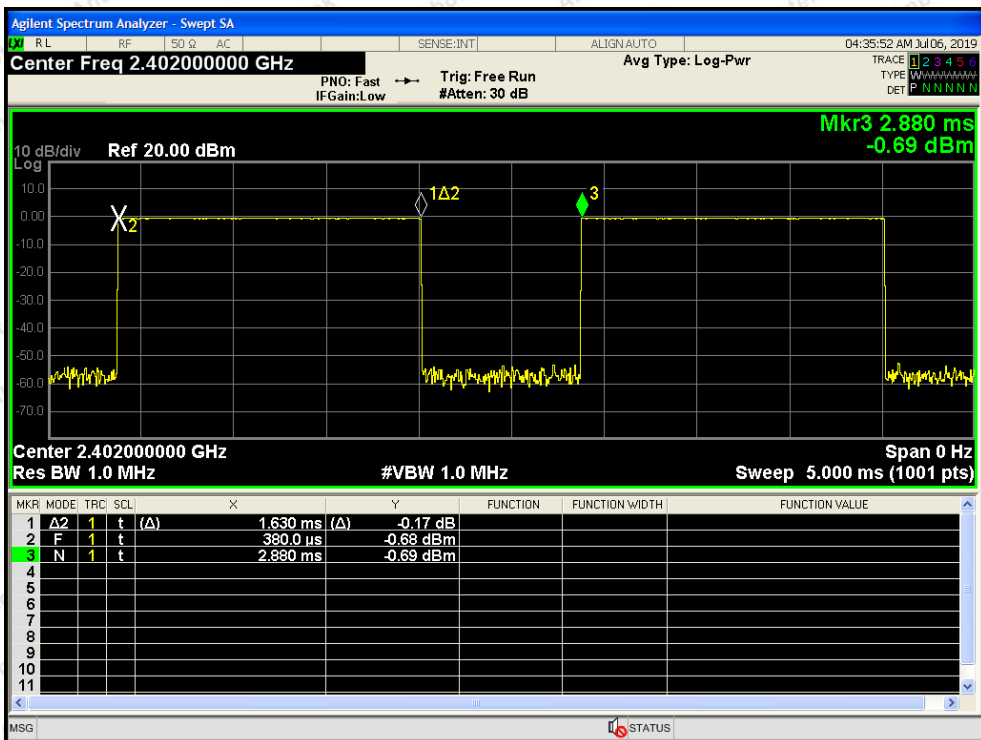 Agilent Spectrum Analyzer - Swept SA
LXI RL RF 50 Ω AC SENSE:INT ALIGN AUTO 04:35:52 AM Jul 06, 2019
Center Freq 2.402000000 GHz Avg Type: Log-Pwr TRACE 1 2 3 4 5 6
PNO: Fast Trig: Free Run TYPE WWWWWW
IFGain:Low #Atten: 30 dB DET P N N N N N
Mkr3 2.880 ms
10 dB/div Ref 20.00 dBm -0.69 dBm
Log
10.0
0.00
-10.0
-20.0
-30.0
-40.0
-50.0
-60.0
-70.0
2
1Δ2
3
Center 2.402000000 GHz Span 0 Hz
Res BW 1.0 MHz #VBW 1.0 MHz Sweep 5.000 ms (1001 pts)
MKR MODE TRC SCL X Y FUNCTION FUNCTION WIDTH FUNCTION VALUE
1 Δ2 1 t (Δ) 1.630 ms (Δ) -0.17 dB
2 F 1 t 380.0 µs -0.68 dBm
3 N 1 t 2.880 ms -0.69 dBm
4
5
6
7
8
9
10
11
MSG STATUS